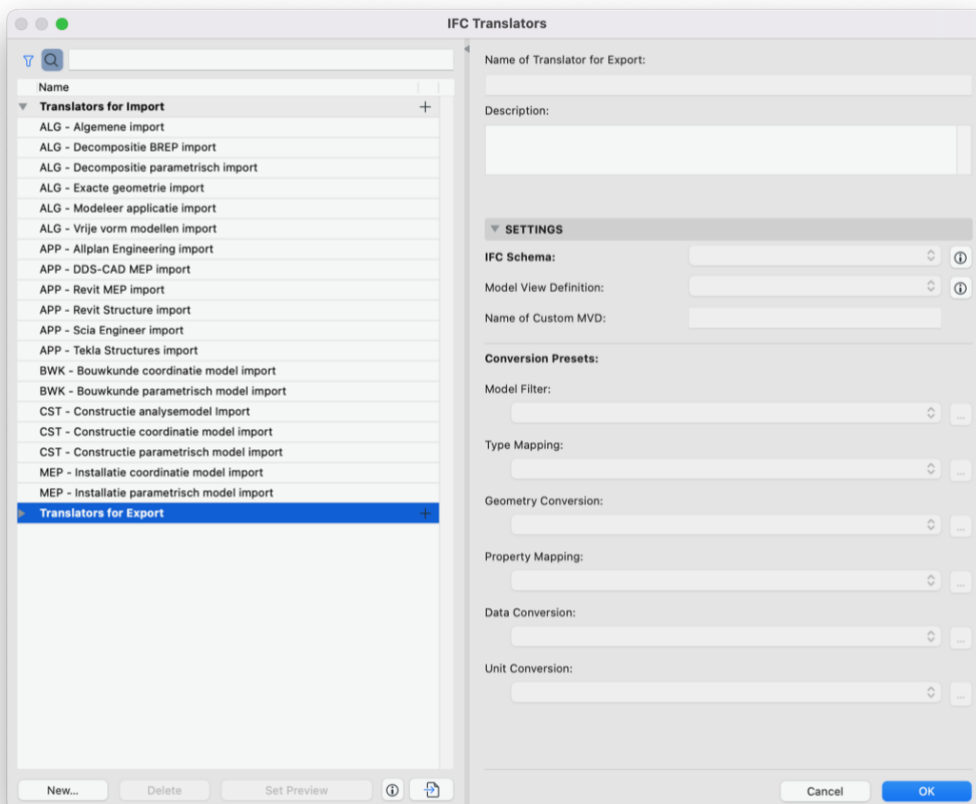 IFC Translators
Name
Translators for Import
ALG - Algemene import
ALG - Decompositie BREP import
ALG - Decompositie parametrisch import
ALG - Exacte geometrie import
ALG - Modeleer applicatie import
ALG - Vrije vorm modellen import
APP - Allplan Engineering import
APP - DDS-CAD MEP import
APP - Revit MEP import
APP - Revit Structure import
APP - Scia Engineer import
APP - Tekla Structures import
BWK - Bouwkunde coordinatie model import
BWK - Bouwkunde parametrisch model import
CST - Constructie analysemodel Import
CST - Constructie coordinatie model import
CST - Constructie parametrisch model import
MEP - Installatie coordinatie model import
MEP - Installatie parametrisch model import
Translators for Export
New...
Delete
Set Preview
Name of Translator for Export:
Description:
SETTINGS
IFC Schema:
Model View Definition:
Name of Custom MVD:
Conversion Presets:
Model Filter:
...
Type Mapping:
...
Geometry Conversion:
...
Property Mapping:
...
Data Conversion:
...
Unit Conversion:
...
Cancel
OK